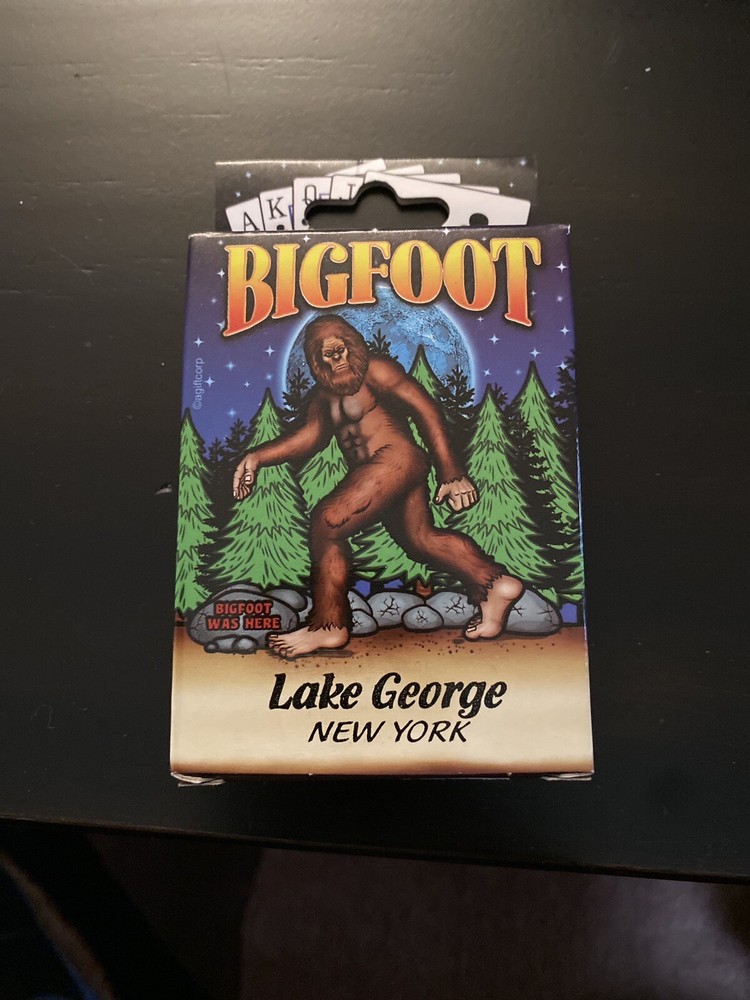 A K Q J
BIGFOOT
©agiftcorp
BIGFOOT
WAS HERE
Lake George
NEW YORK